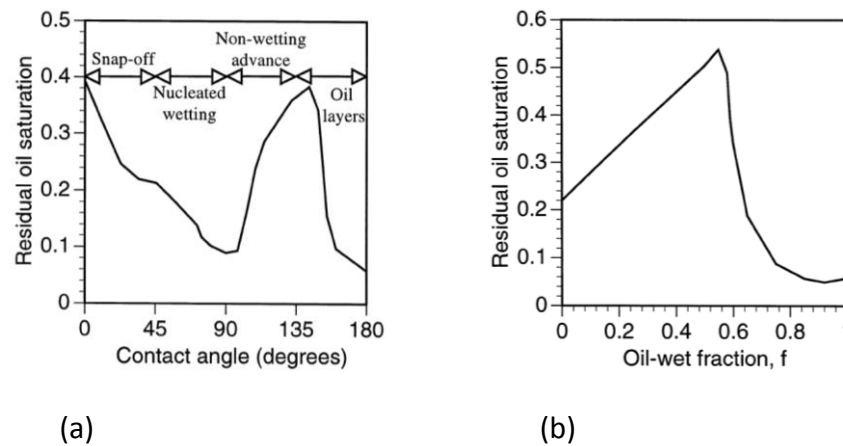 0.5
0.4
0.3
0.2
0.1
0
Residual oil saturation
Snap-off
Non-wetting
advance
Nucleated
wetting
Oil
layers
0 45 90 135 180
Contact angle (degrees)
(a)
0.6
0.5
0.4
0.3
0.2
0.1
0
Residual oil saturation
0 0.2 0.4 0.6 0.8
Oil-wet fraction, f
(b)